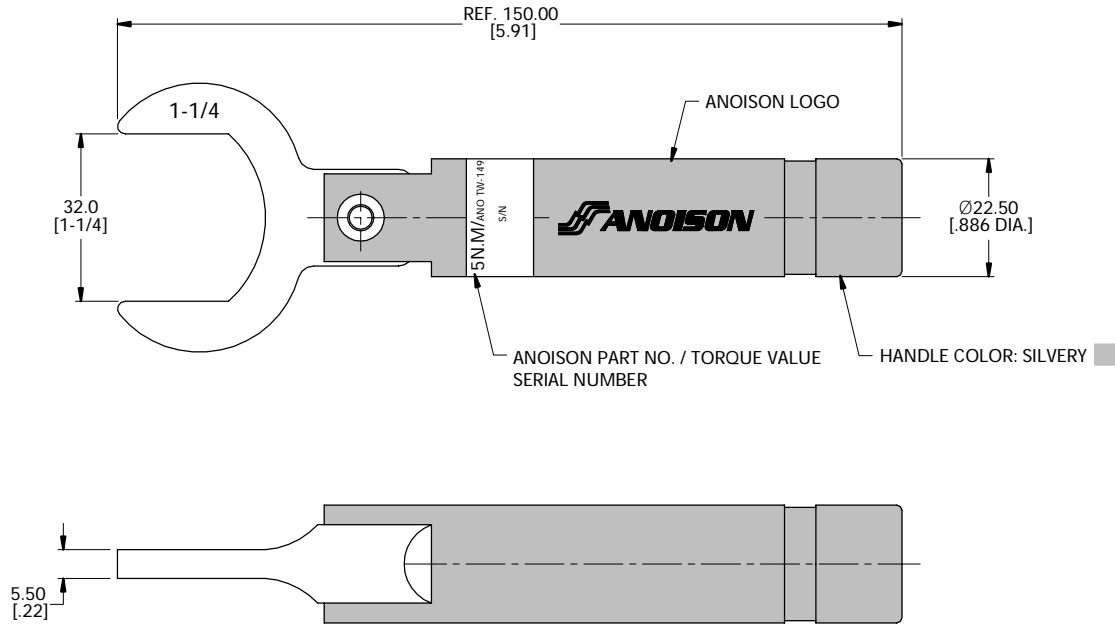 REF. 150.00
[5.91]
1-1/4
ANOISON LOGO
32.0
[1-1/4]
5N.M/ANO TW-149
S/N
ANOISON
Ø22.50
[.886 DIA.]
ANOISON PART NO. / TORQUE VALUE
SERIAL NUMBER
HANDLE COLOR: SILVERY
5.50
[.22]